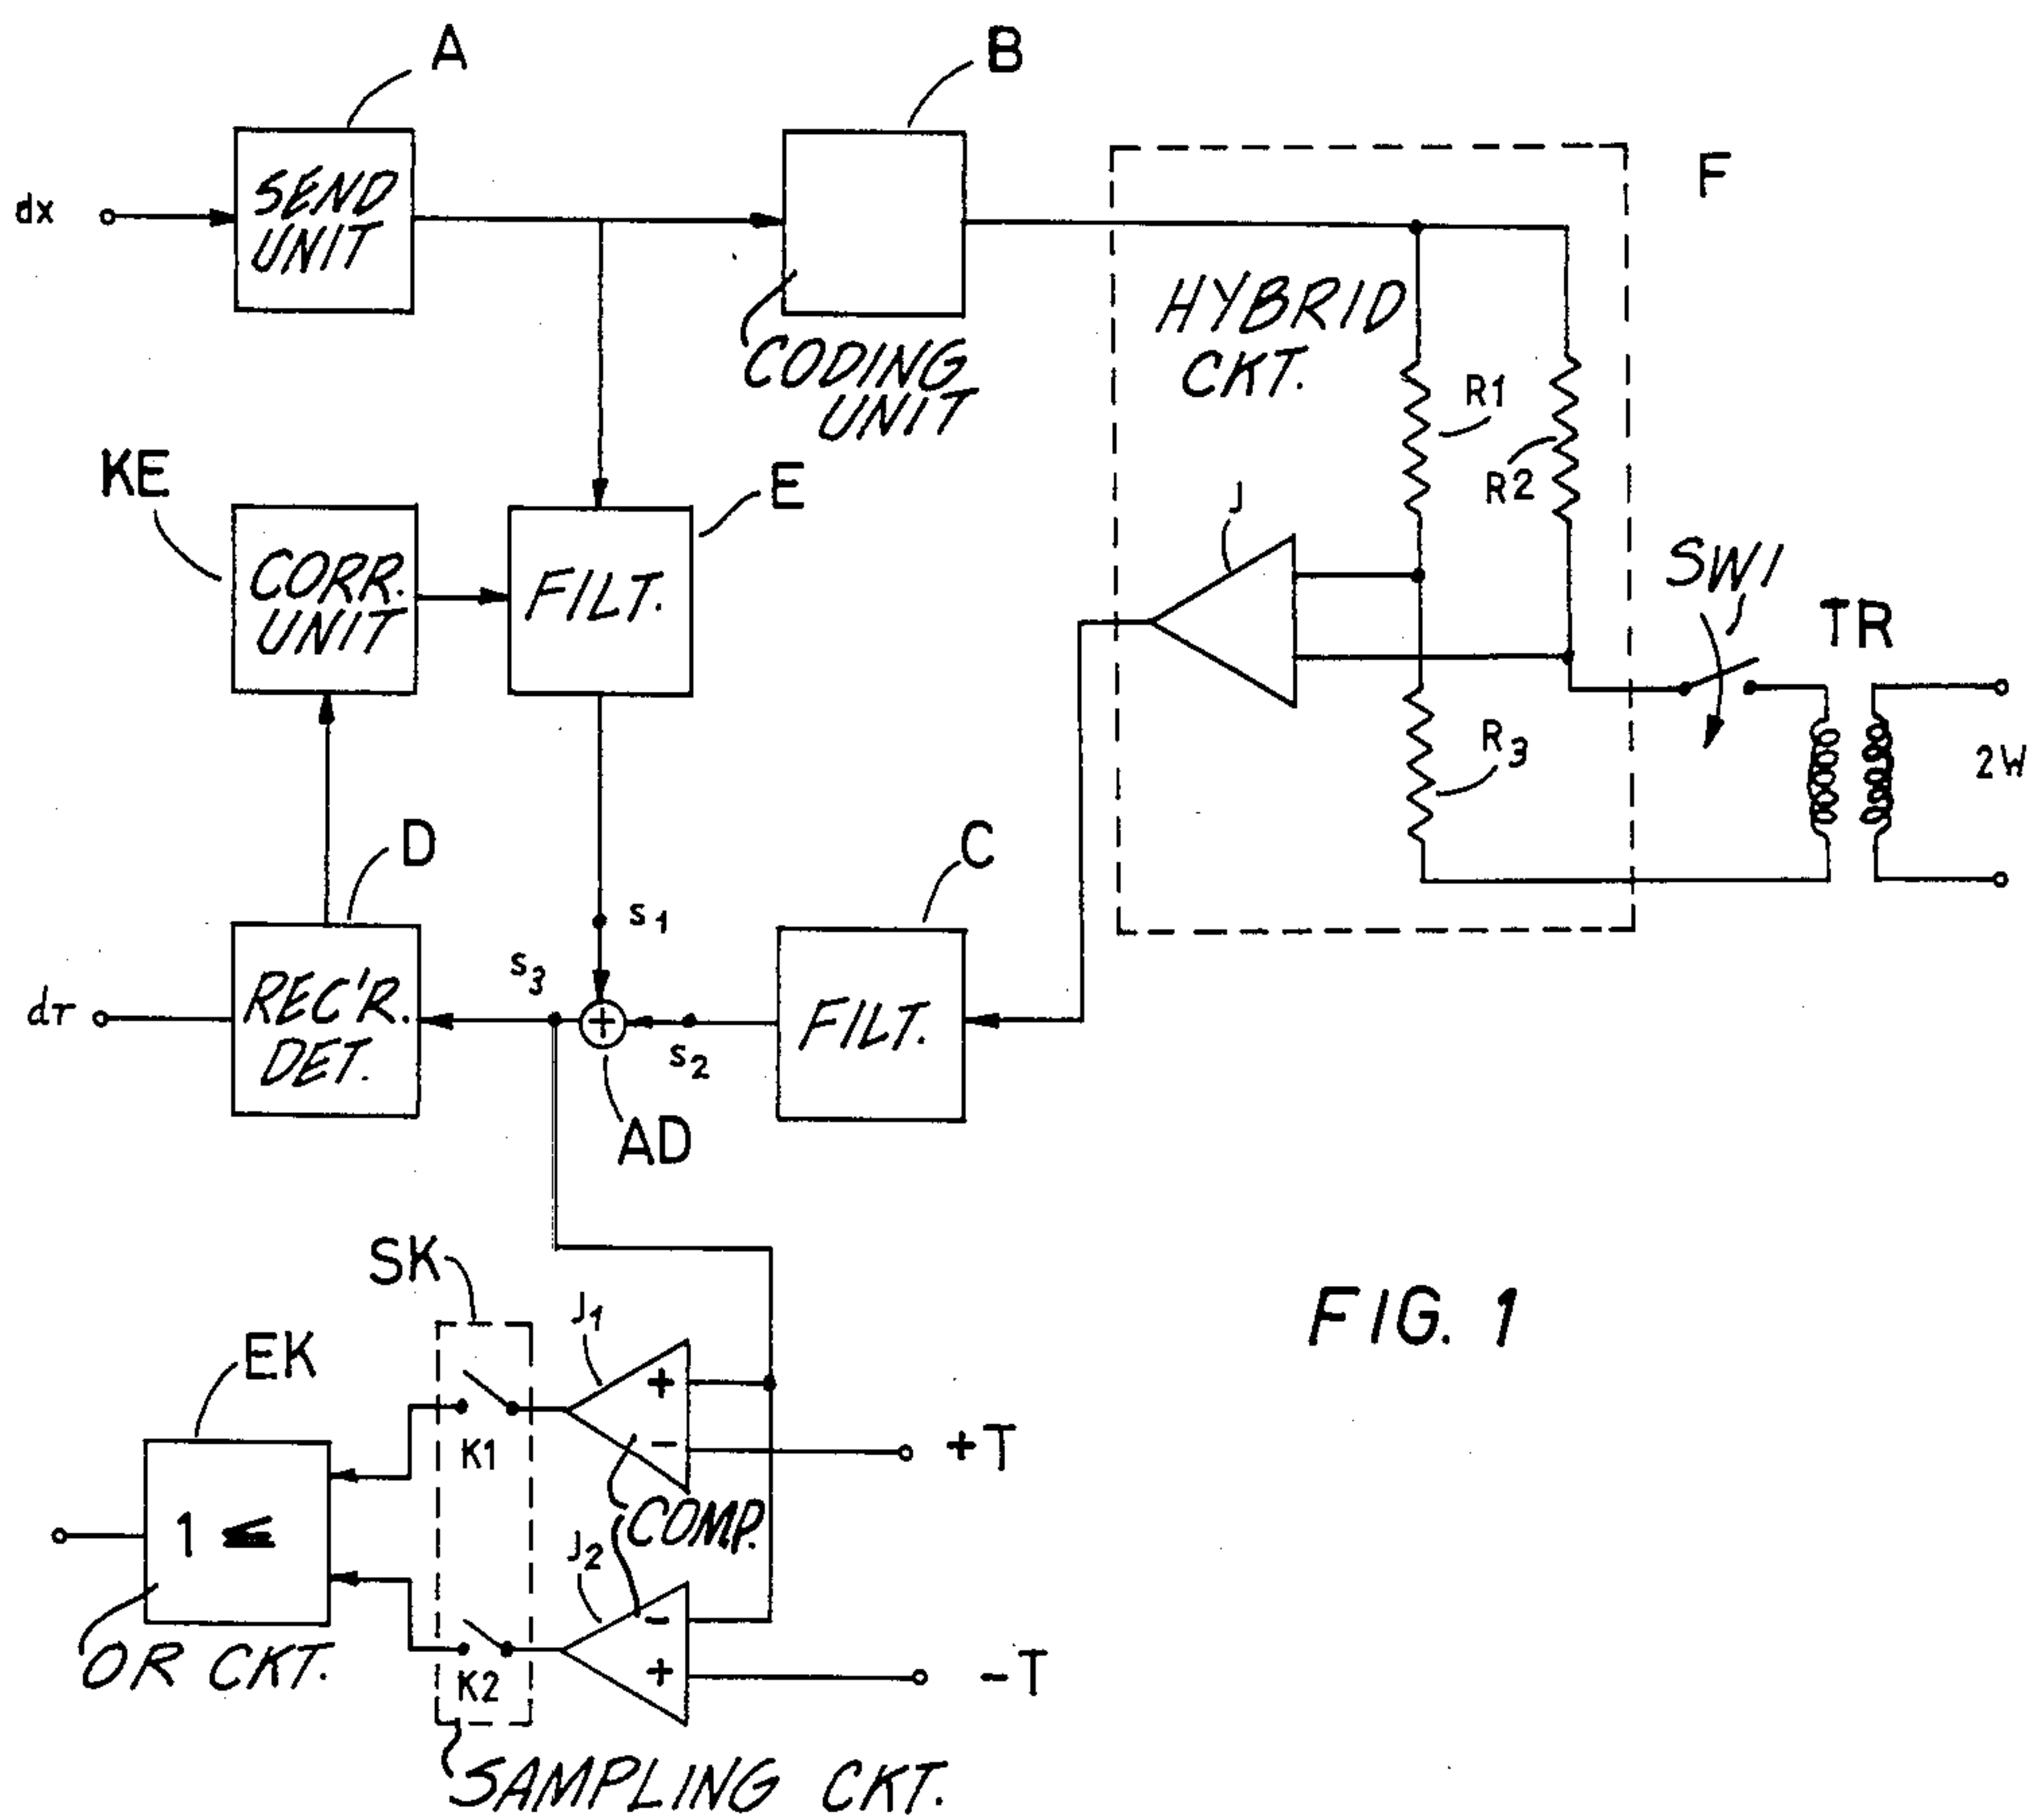 A
B
SEND
UNIT
dx
F
HYBRID
CKT.
CODING
UNIT
R1
R2
KE
E
J
CORR.
UNIT
FILT.
SW1
TR
R3
2W
D
C
s1
s3
dr
REC'R.
DET.
+
FILT.
s2
AD
SK
J1
FIG. 1
EK
+
-
+T
K1
1 ≤
COMP.
J2
-
+
-T
OR CKT.
K2
SAMPLING CKT.